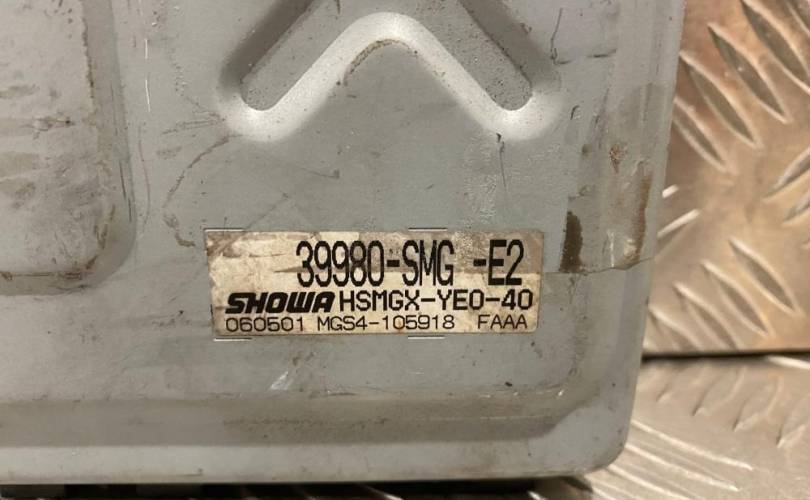 39980-SMG -E2
SHOWA HSMGX-YE0-40
060501 MGS4-105918 FAAA